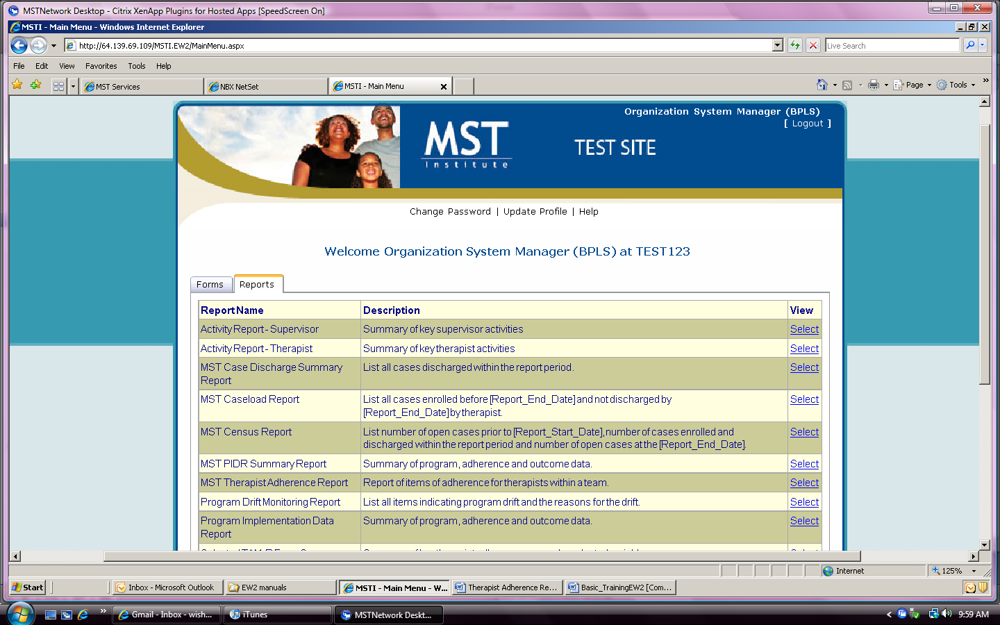 MSTNetwork Desktop - Citrix XenApp Plugins for Hosted Apps [SpeedScreen On]
MSTI - Main Menu - Windows Internet Explorer
http://64.139.69.109/MSTI.EW2/MainMenu.aspx
Live Search
File Edit View Favorites Tools Help
MST Services
NBX NetSet
MSTI - Main Menu
Page
Tools
Organization System Manager (BPLS)
[ Logout ]
MST
Institute
TEST SITE
Change Password | Update Profile | Help
Welcome Organization System Manager (BPLS) at TEST123
Forms
Reports
Report Name Description View
Activity Report - Supervisor Summary of key supervisor activities Select
Activity Report - Therapist Summary of key therapist activities Select
MST Case Discharge Summary List all cases discharged within the report period. Select
Report
MST Caseload Report List all cases enrolled before [Report_End_Date] and not discharged by Select
[Report_End_Date] by therapist.
MST Census Report List number of open cases prior to [Report_Start_Date], number of cases enrolled and Select
discharged within the report period and number of open cases at the [Report_End_Date].
MST PIDR Summary Report Summary of program, adherence and outcome data. Select
MST Therapist Adherence Report Report of items of adherence for therapists within a team. Select
Program Drift Monitoring Report List all items indicating program drift and the reasons for the drift. Select
Program Implementation Data Summary of program, adherence and outcome data. Select
Report
Internet
125%
Start
Inbox - Microsoft Outlook
EW2 manuals
MSTI - Main Menu - W...
Therapist Adherence Re...
Basic_TrainingEW2 [Com...
Gmail - Inbox - wish...
iTunes
MSTNetwork Deskt...
9:59 AM